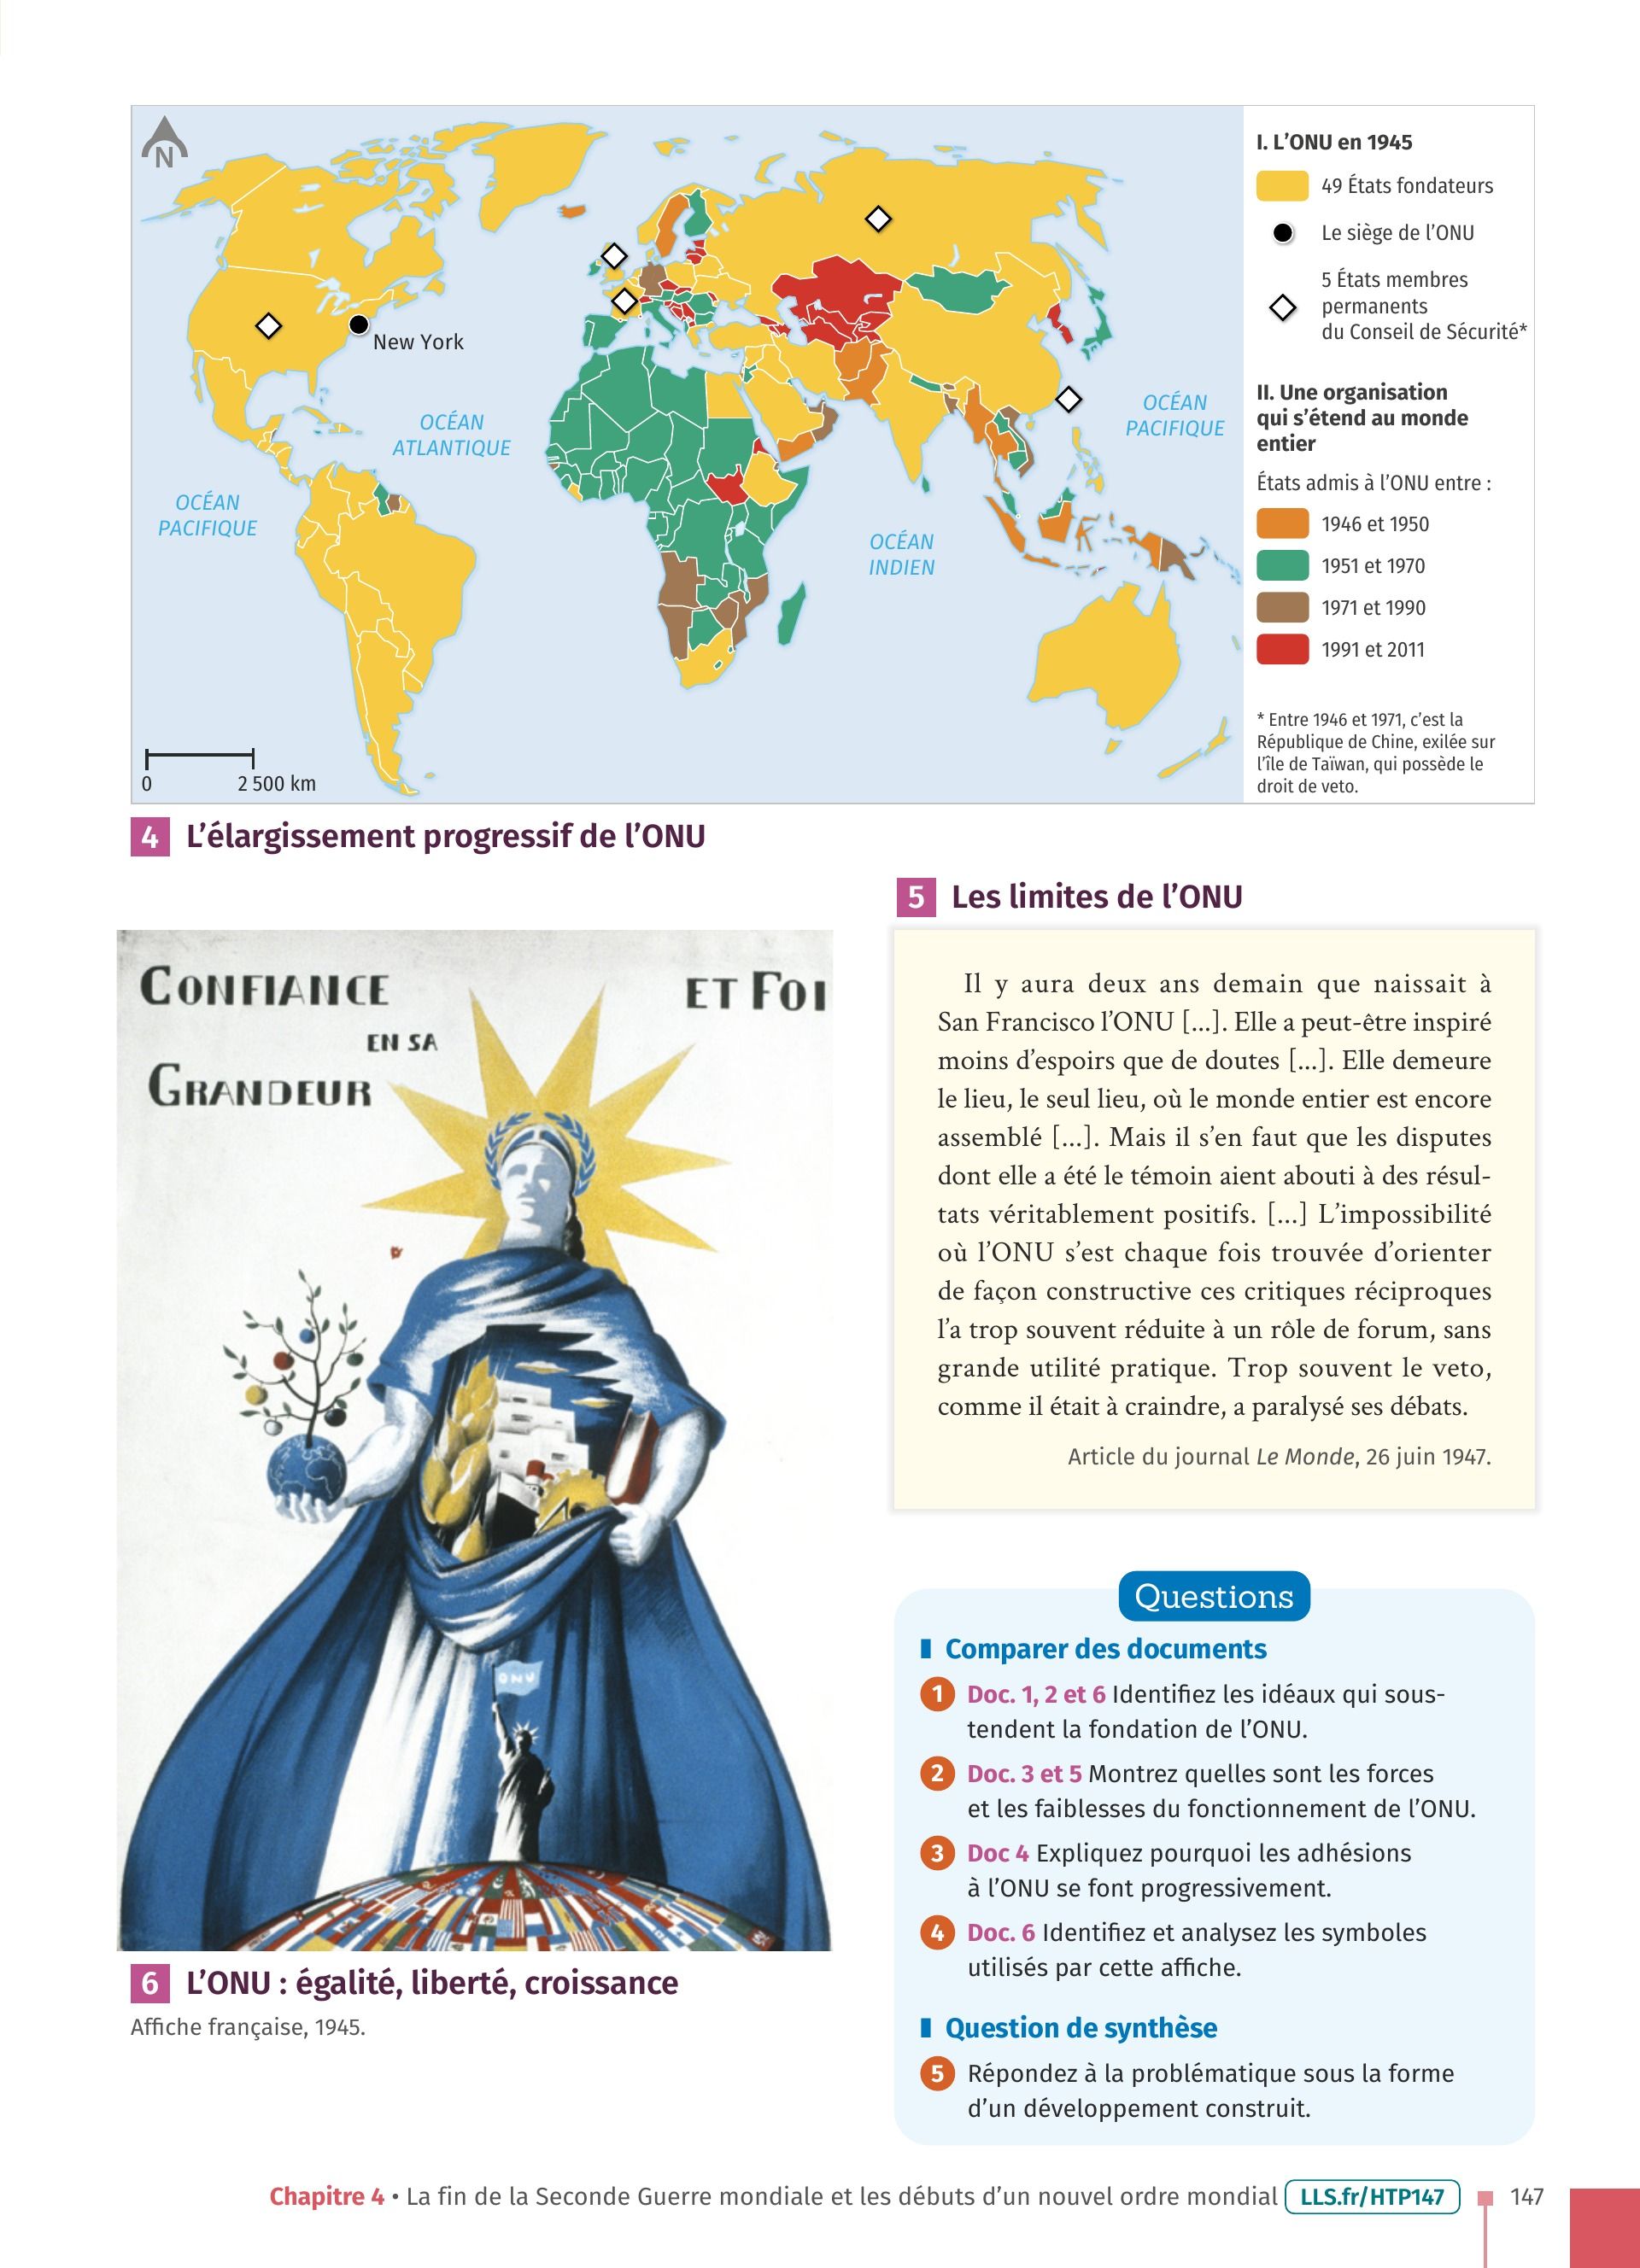 N
New York
OCÉAN
ATLANTIQUE
OCÉAN
PACIFIQUE
OCÉAN
INDIEN
OCÉAN
PACIFIQUE
0 2 500 km
I. L’ONU en 1945
49 États fondateurs
Le siège de l’ONU
5 États membres
permanents
du Conseil de Sécurité*
II. Une organisation
qui s’étend au monde
entier
États admis à l’ONU entre :
1946 et 1950
1951 et 1970
1971 et 1990
1991 et 2011
* Entre 1946 et 1971, c’est la
République de Chine, exilée sur
l’île de Taïwan, qui possède le
droit de veto.
4 L’élargissement progressif de l’ONU
CONFIANCE ET FOI
EN SA
GRANDEUR
ONU
6 L’ONU : égalité, liberté, croissance
Affiche française, 1945.
5 Les limites de l’ONU
Il y aura deux ans demain que naissait à
San Francisco l’ONU [...]. Elle a peut-être inspiré
moins d’espoirs que de doutes [...]. Elle demeure
le lieu, le seul lieu, où le monde entier est encore
assemblé [...]. Mais il s’en faut que les disputes
dont elle a été le témoin aient abouti à des résul-
tats véritablement positifs. [...] L’impossibilité
où l’ONU s’est chaque fois trouvée d’orienter
de façon constructive ces critiques réciproques
l’a trop souvent réduite à un rôle de forum, sans
grande utilité pratique. Trop souvent le veto,
comme il était à craindre, a paralysé ses débats.
Article du journal Le Monde, 26 juin 1947.
Questions
Comparer des documents
1 Doc. 1, 2 et 6 Identifiez les idéaux qui sous-
tendent la fondation de l’ONU.
2 Doc. 3 et 5 Montrez quelles sont les forces
et les faiblesses du fonctionnement de l’ONU.
3 Doc 4 Expliquez pourquoi les adhésions
à l’ONU se font progressivement.
4 Doc. 6 Identifiez et analysez les symboles
utilisés par cette affiche.
Question de synthèse
5 Répondez à la problématique sous la forme
d’un développement construit.
Chapitre 4 • La fin de la Seconde Guerre mondiale et les débuts d’un nouvel ordre mondial LLS.fr/HTP147 147